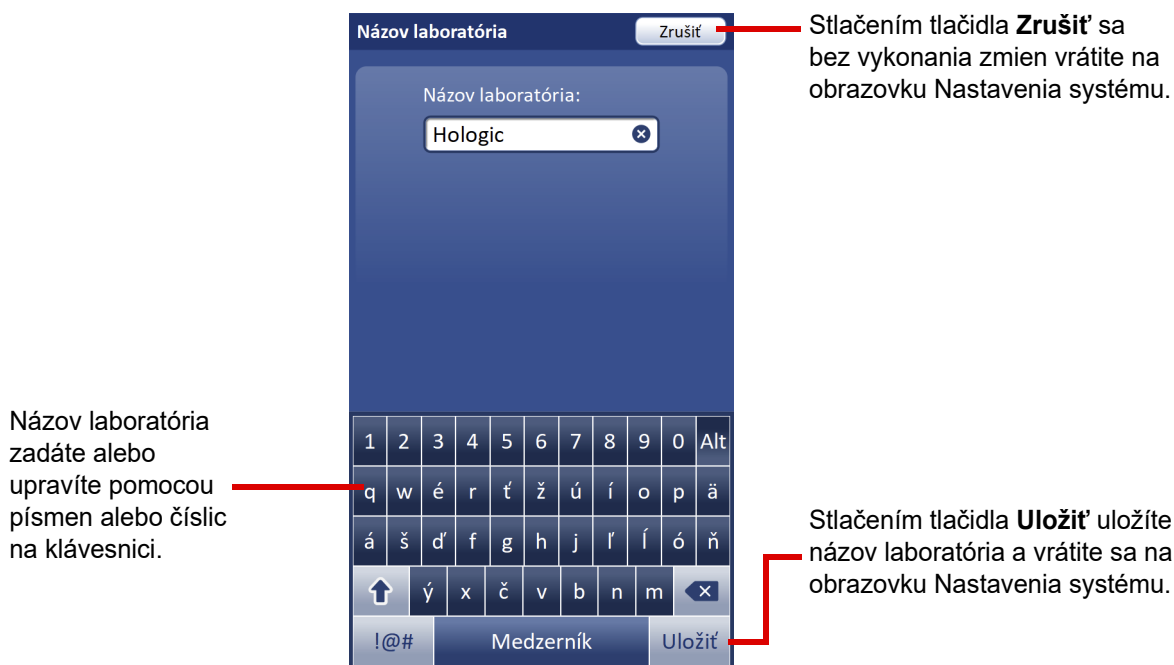 Názov laboratória
Zrušiť
Názov laboratória:
Hologic
Stlačením tlačidla Zrušiť sa
bez vykonania zmien vrátite na
obrazovku Nastavenia systému.
Názov laboratória
zadáte alebo
upravíte pomocou
písmen alebo číslic
na klávesnici.
1 2 3 4 5 6 7 8 9 0 Alt
q w é r ť ž ú í o p ä
á š ď f g h j ľ ĺ ó ň
ý x č v b n m
!@# Medzerník Uložiť
Stlačením tlačidla Uložiť uložíte
názov laboratória a vrátite sa na
obrazovku Nastavenia systému.